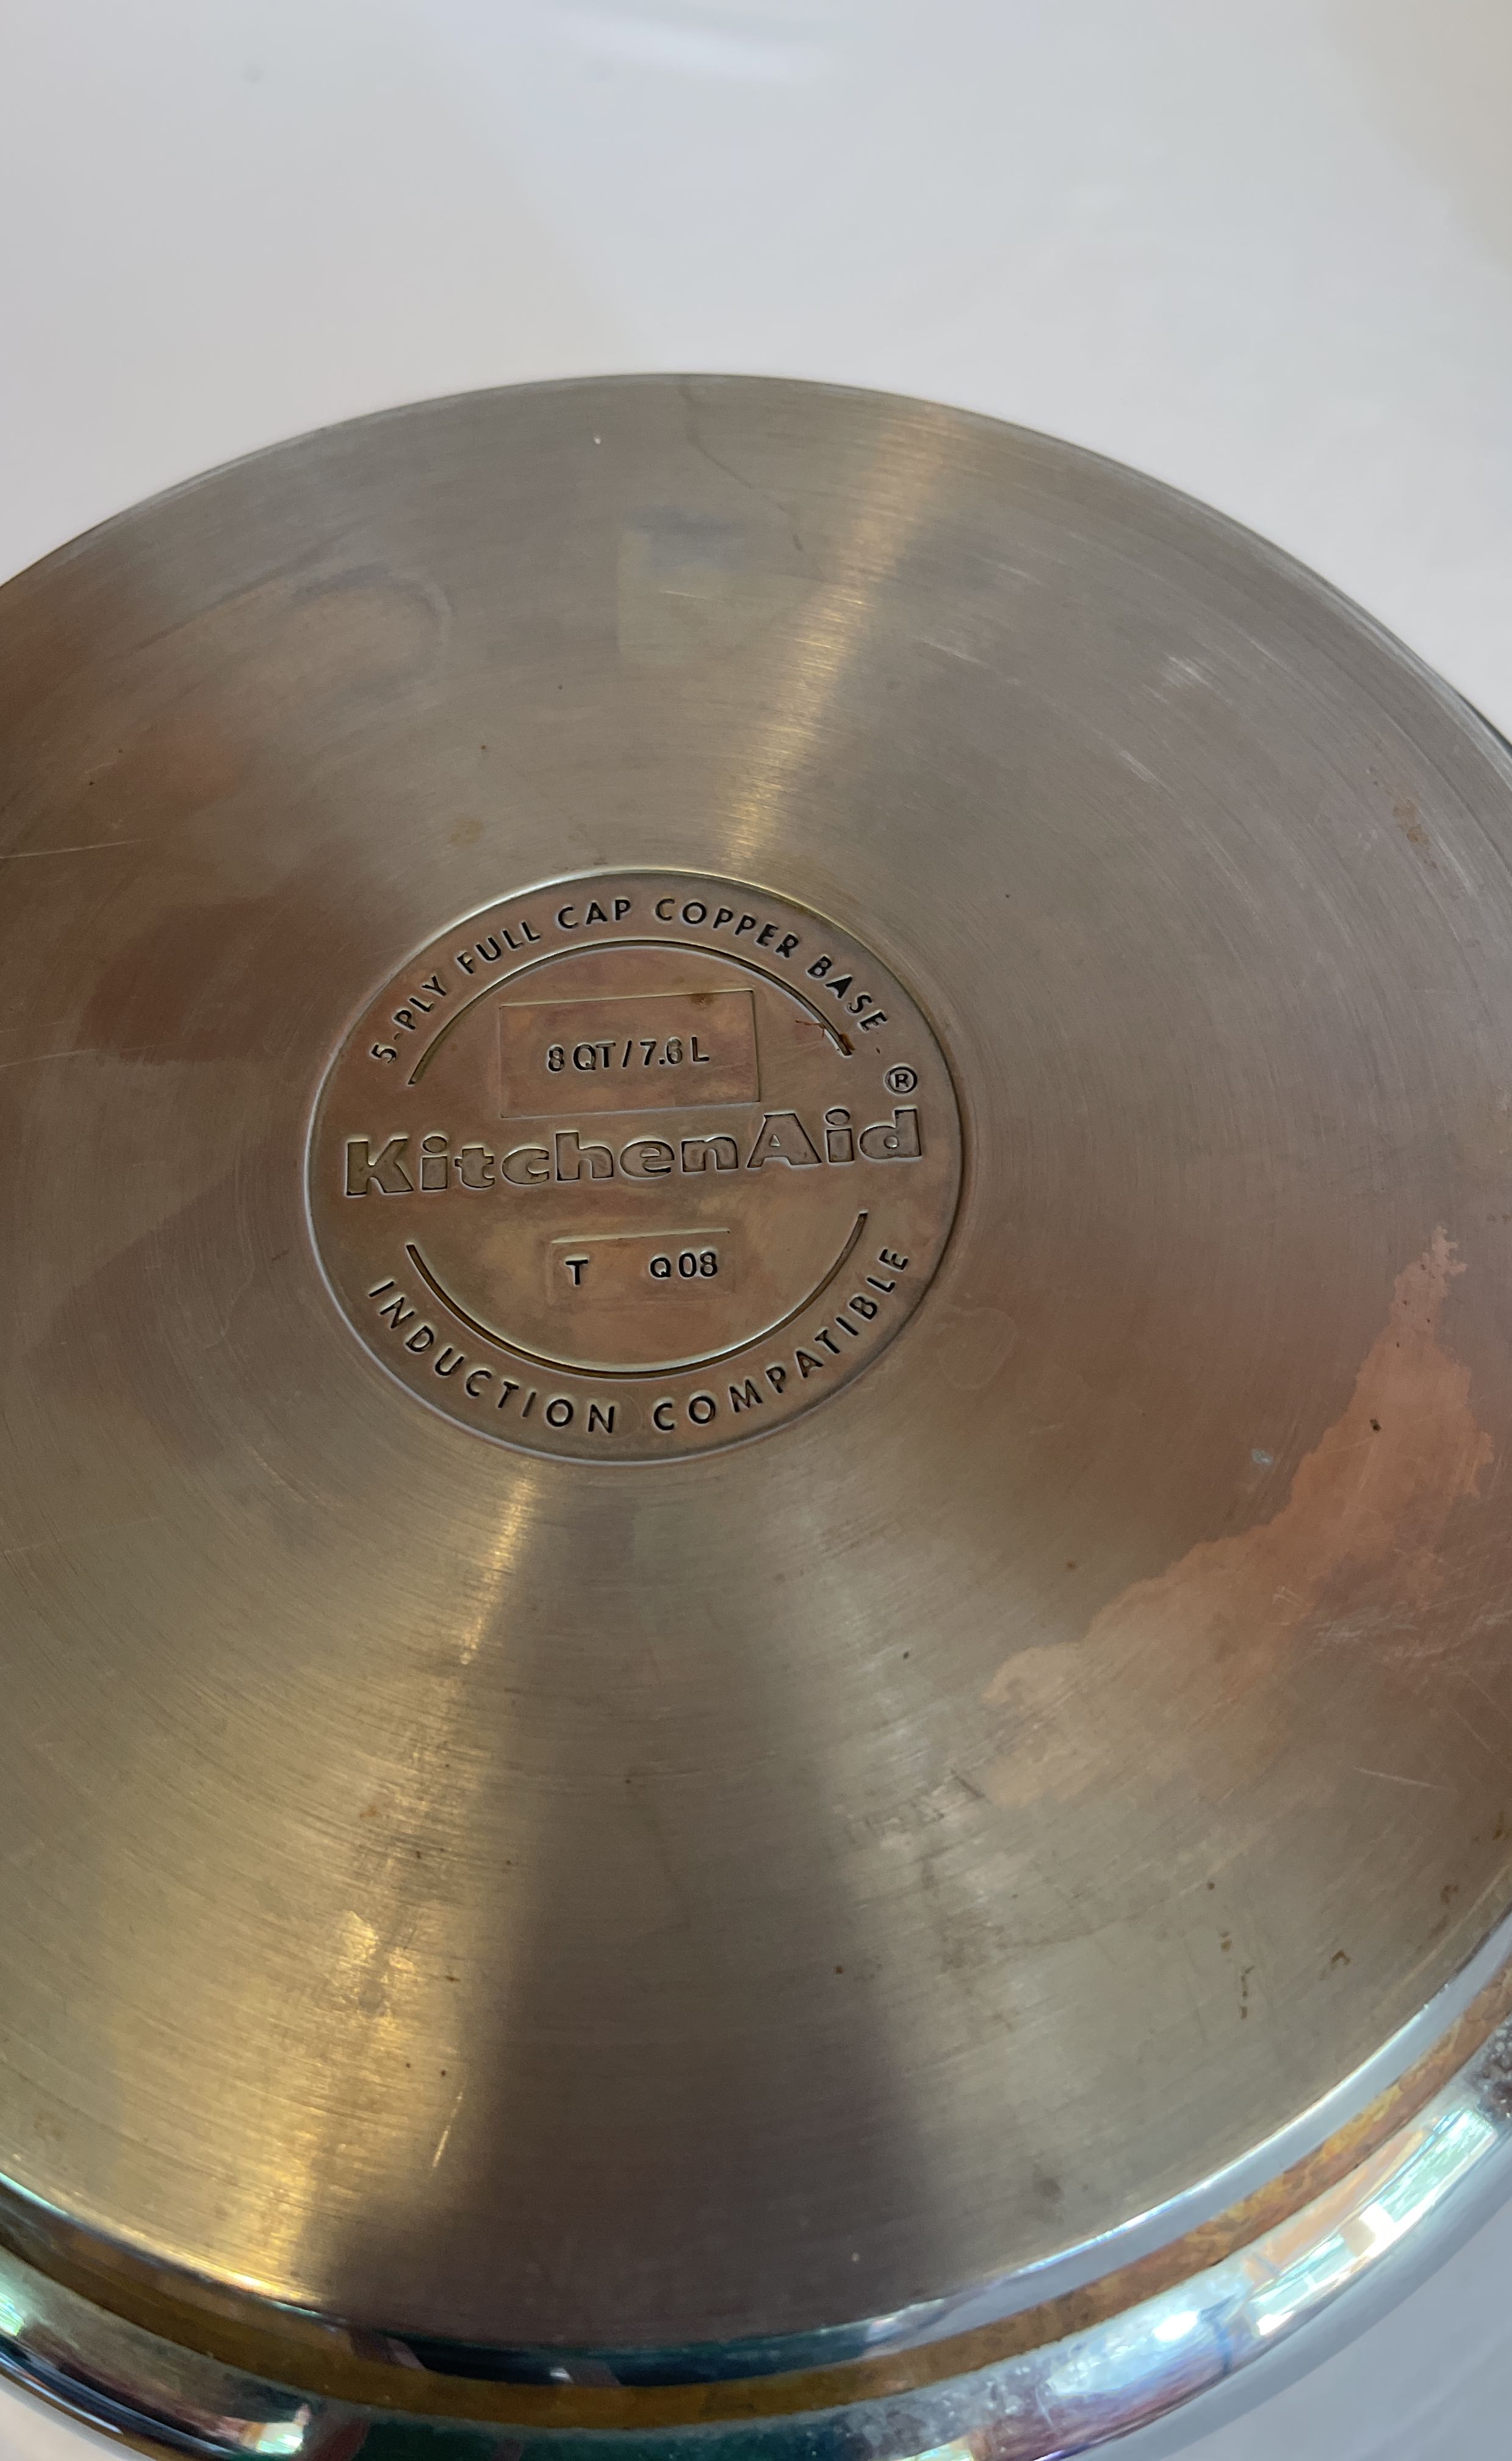 5-PLY FULL CAP COPPER BASE
8 QT / 7.6 L
KitchenAid®
T Q08
INDUCTION COMPATIBLE